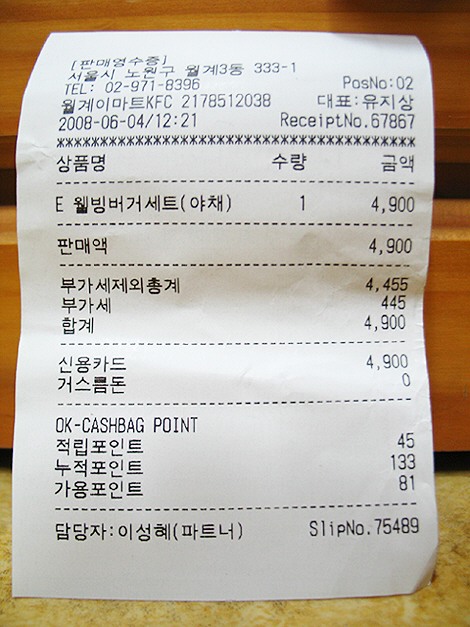 [판매영수증]
서울시 노원구 월계3동 333-1
TEL: 02-971-8396 PosNo:02
월계이마트KFC 2178512038 대표:유지상
2008-06-04/12:21 ReceiptNo.67867
상품명 수량 금액
E 웰빙버거세트(야채) 1 4,900
판매액 4,900
부가세제외총계 4,455
부가세 445
합계 4,900
신용카드 4,900
거스름돈 0
OK-CASHBAG POINT
적립포인트 45
누적포인트 133
가용포인트 81
담당자:이성혜(파트너) SlipNo.75489